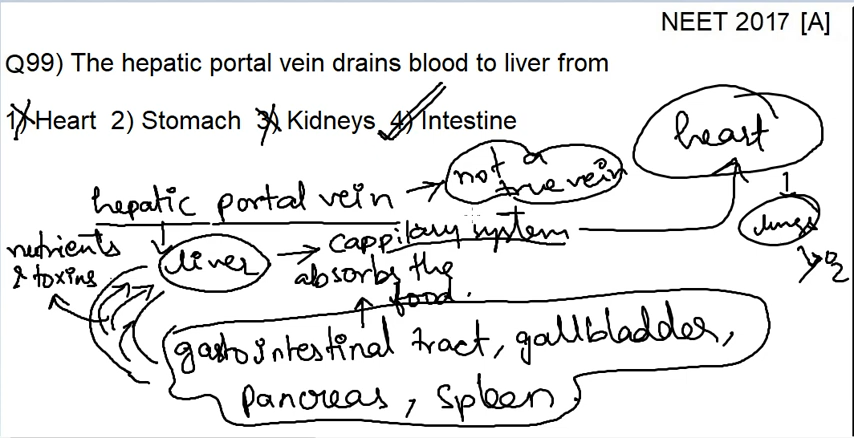 NEET 2017 [A]
Q99) The hepatic portal vein drains blood to liver from
1) Heart 2) Stomach 3) Kidneys 4) Intestine
heart
not a
true vein
hepatic portal vein
lungs
nutrients
& toxins
liver
cappilary system
absorbs the
food.
gastointestinal tract, gallbladder,
pancreas, spleen.